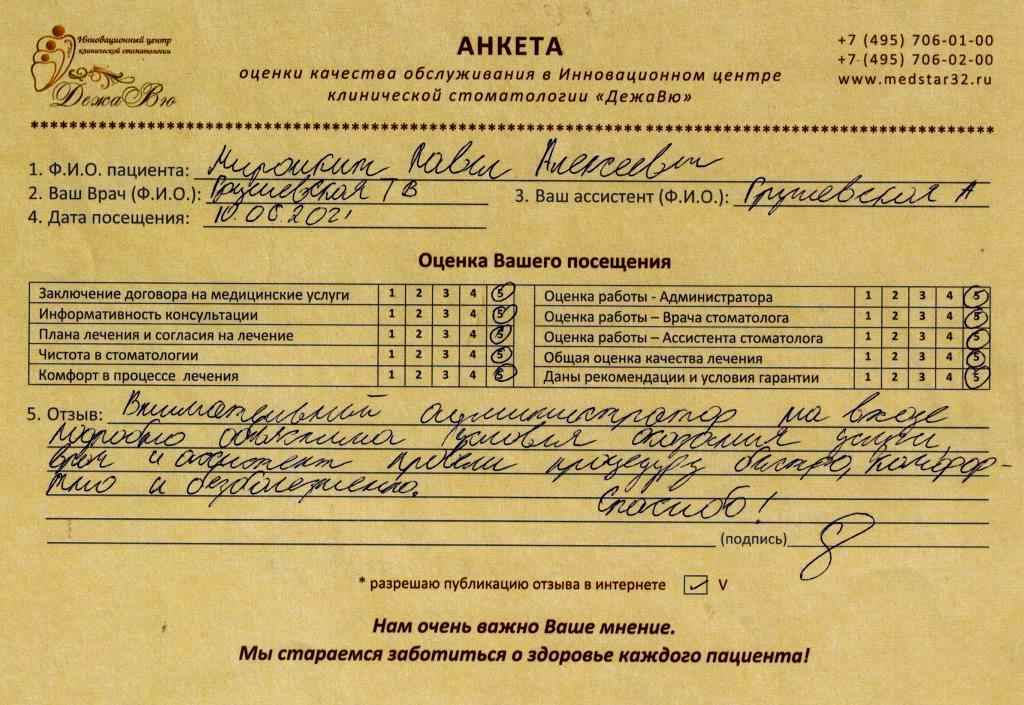 Инновационный центр
клинической стоматологии
ДежаВю
АНКЕТА
оценки качества обслуживания в Инновационном центре
клинической стоматологии «ДежаВю»
+7 (495) 706-01-00
+7 (495) 706-02-00
www.medstar32.ru
1. Ф.И.О. пациента: Павел Алексеевич
2. Ваш Врач (Ф.И.О.): Грушевская Т В
3. Ваш ассистент (Ф.И.О.): Грушевская А
4. Дата посещения: 10.06.2021
Оценка Вашего посещения
Заключение договора на медицинские услуги 1 2 3 4 5
Информативность консультации 1 2 3 4 5
Плана лечения и согласия на лечение 1 2 3 4 5
Чистота в стоматологии 1 2 3 4 5
Комфорт в процессе лечения 1 2 3 4 5
Оценка работы - Администратора 1 2 3 4 5
Оценка работы – Врача стоматолога 1 2 3 4 5
Оценка работы – Ассистента стоматолога 1 2 3 4 5
Общая оценка качества лечения 1 2 3 4 5
Даны рекомендации и условия гарантии 1 2 3 4 5
5. Отзыв: Внимательный администратор на входе
подробно объяснила условия оказания услуги,
врач и ассистент провели процедуру быстро, комфор-
тно и безболезненно.
Спасибо!
(подпись)
* разрешаю публикацию отзыва в интернете V
Нам очень важно Ваше мнение.
Мы стараемся заботиться о здоровье каждого пациента!